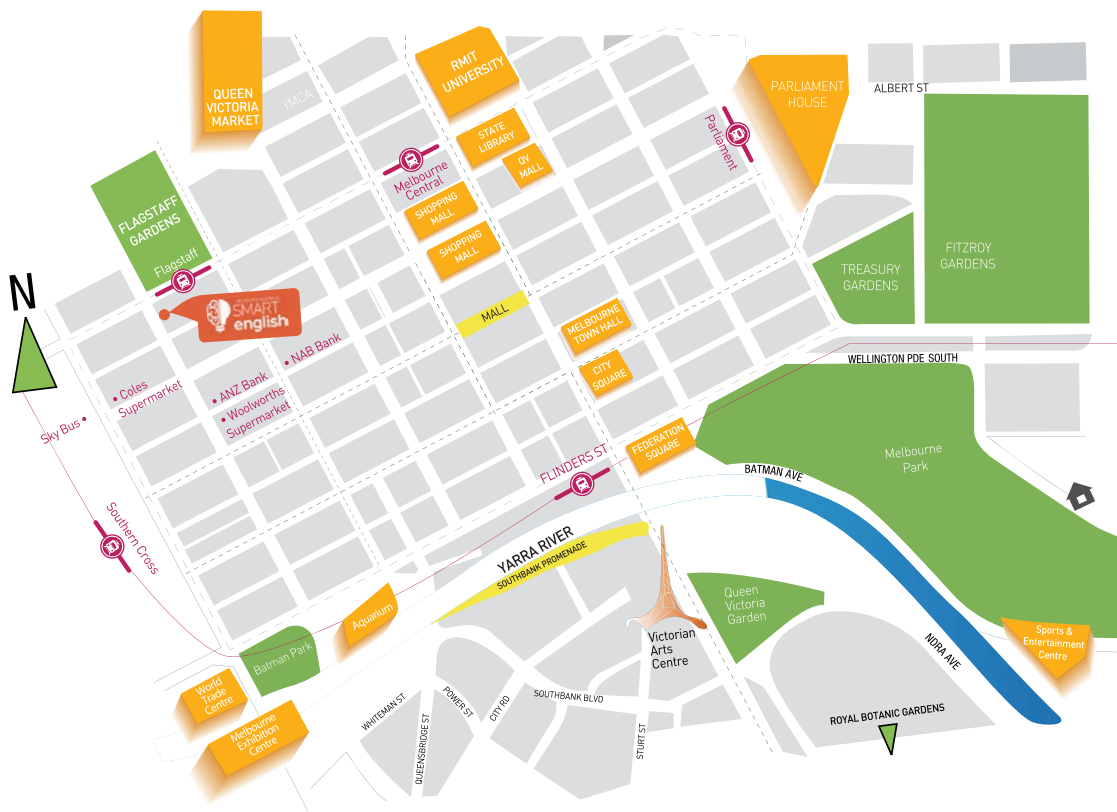 QUEEN
VICTORIA
MARKET
YMCA
RMIT
UNIVERSITY
STATE
LIBRARY
QV
MALL
Parliament
PARLIAMENT
HOUSE
ALBERT ST
Melbourne
Central
SHOPPING
MALL
SHOPPING
MALL
FLAGSTAFF
GARDENS
Flagstaff
TREASURY
GARDENS
FITZROY
GARDENS
N
SMART
english
MALL
MELBOURNE
TOWN HALL
CITY
SQUARE
WELLINGTON PDE SOUTH
• NAB Bank
• ANZ Bank
• Coles
Supermarket
• Woolworths
Supermarket
Sky Bus •
FEDERATION
SQUARE
FLINDERS ST
Melbourne
Park
BATMAN AVE
Southern Cross
YARRA RIVER
SOUTHBANK PROMENADE
Aquarium
Queen
Victoria
Garden
Batman Park
Victorian
Arts
Centre
NDRA AVE
Sports &
Entertainment
Centre
World
Trade
Centre
Melbourne
Exhibition
Centre
WHITEMAN ST
QUEENSBRIDGE ST
POWER ST
CITY RD
SOUTHBANK BLVD
STURT ST
ROYAL BOTANIC GARDENS